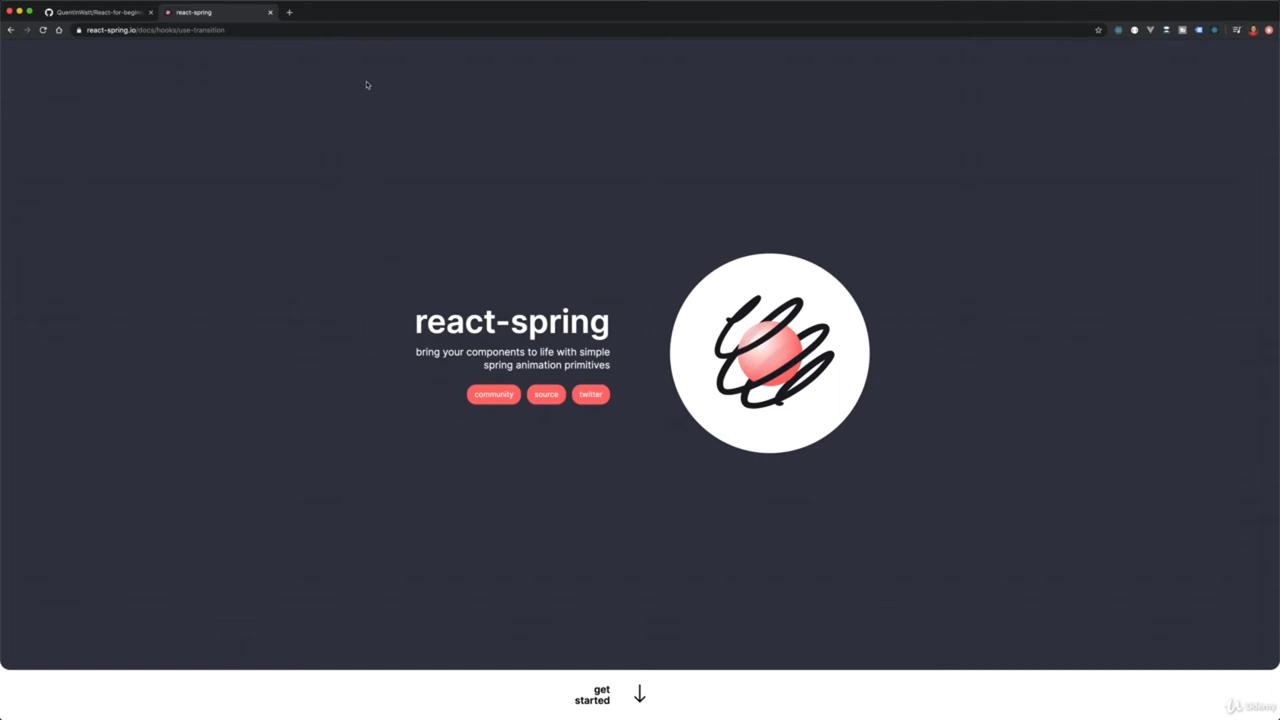 QuentinWatt/React-for-beginn
react-spring
react-spring.io/docs/hooks/use-transition
react-spring
bring your components to life with simple
spring animation primitives
community
source
twitter
get
started
Udemy